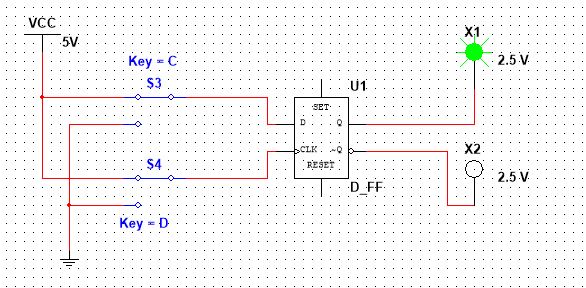 VCC
5V
Key = C
S3
S4
Key = D
U1
SET
D Q
CLK ~Q
RESET
D_FF
X1
2.5 V
X2
2.5 V